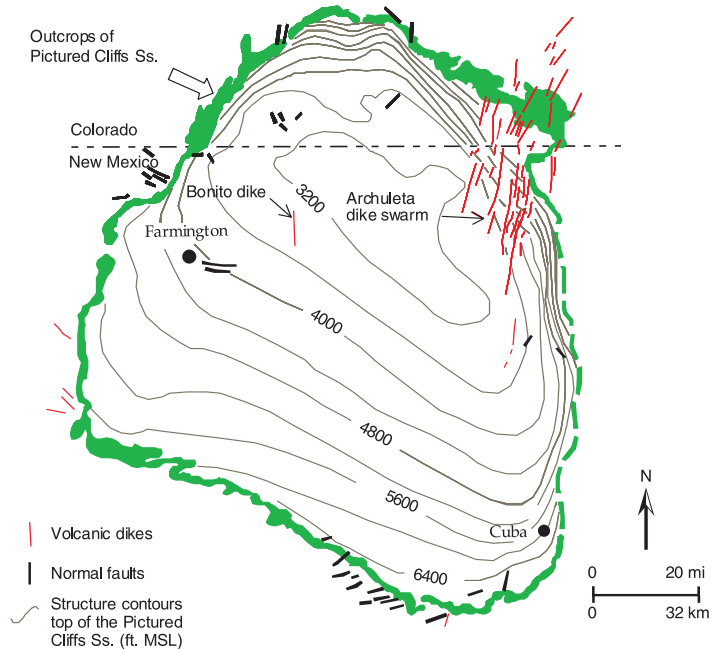 Outcrops of
Pictured Cliffs Ss.
Colorado
New Mexico
Bonito dike
3200
Archuleta
dike swarm
Farmington
4000
4800
5600
Cuba
6400
N
Volcanic dikes
Normal faults
Structure contours
top of the Pictured
Cliffs Ss. (ft. MSL)
0 20 mi
0 32 km